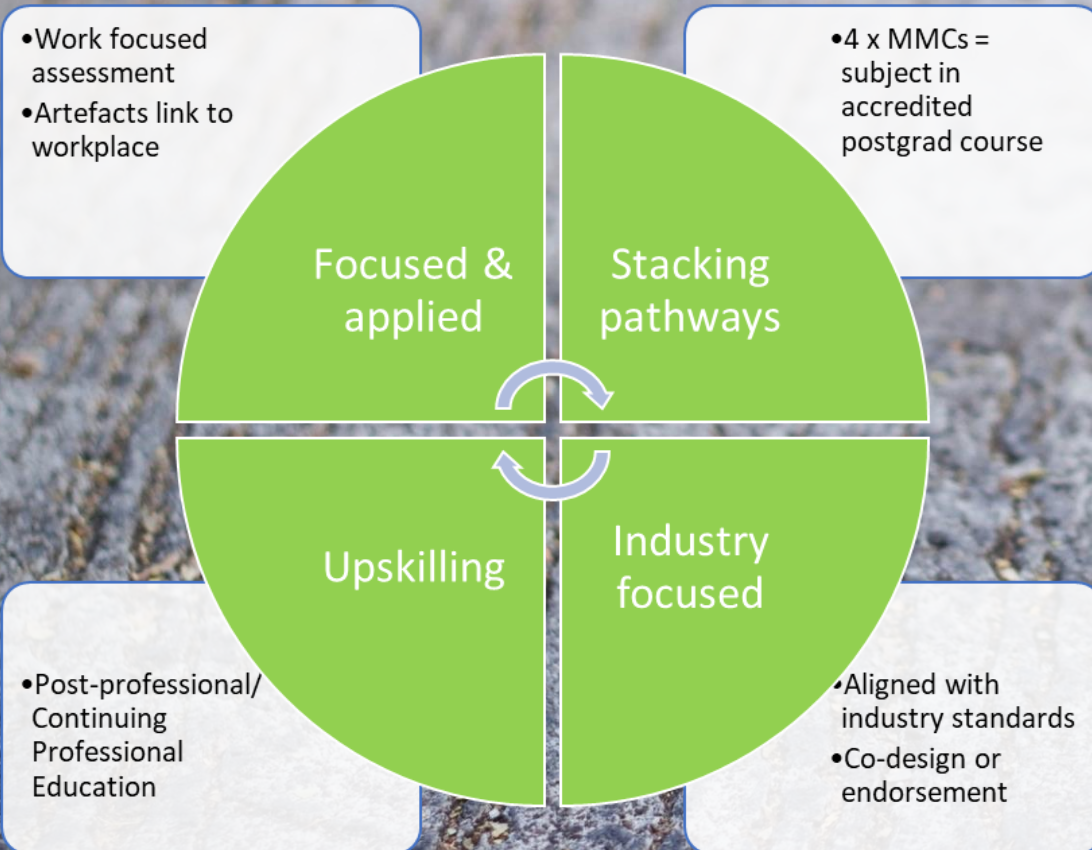 •Work focused
assessment
•Artefacts link to
workplace
•4 x MMCs =
subject in
accredited
postgrad course
Focused &
applied
Stacking
pathways
Upskilling
Industry
focused
•Post-professional/
Continuing
Professional
Education
•Aligned with
industry standards
•Co-design or
endorsement